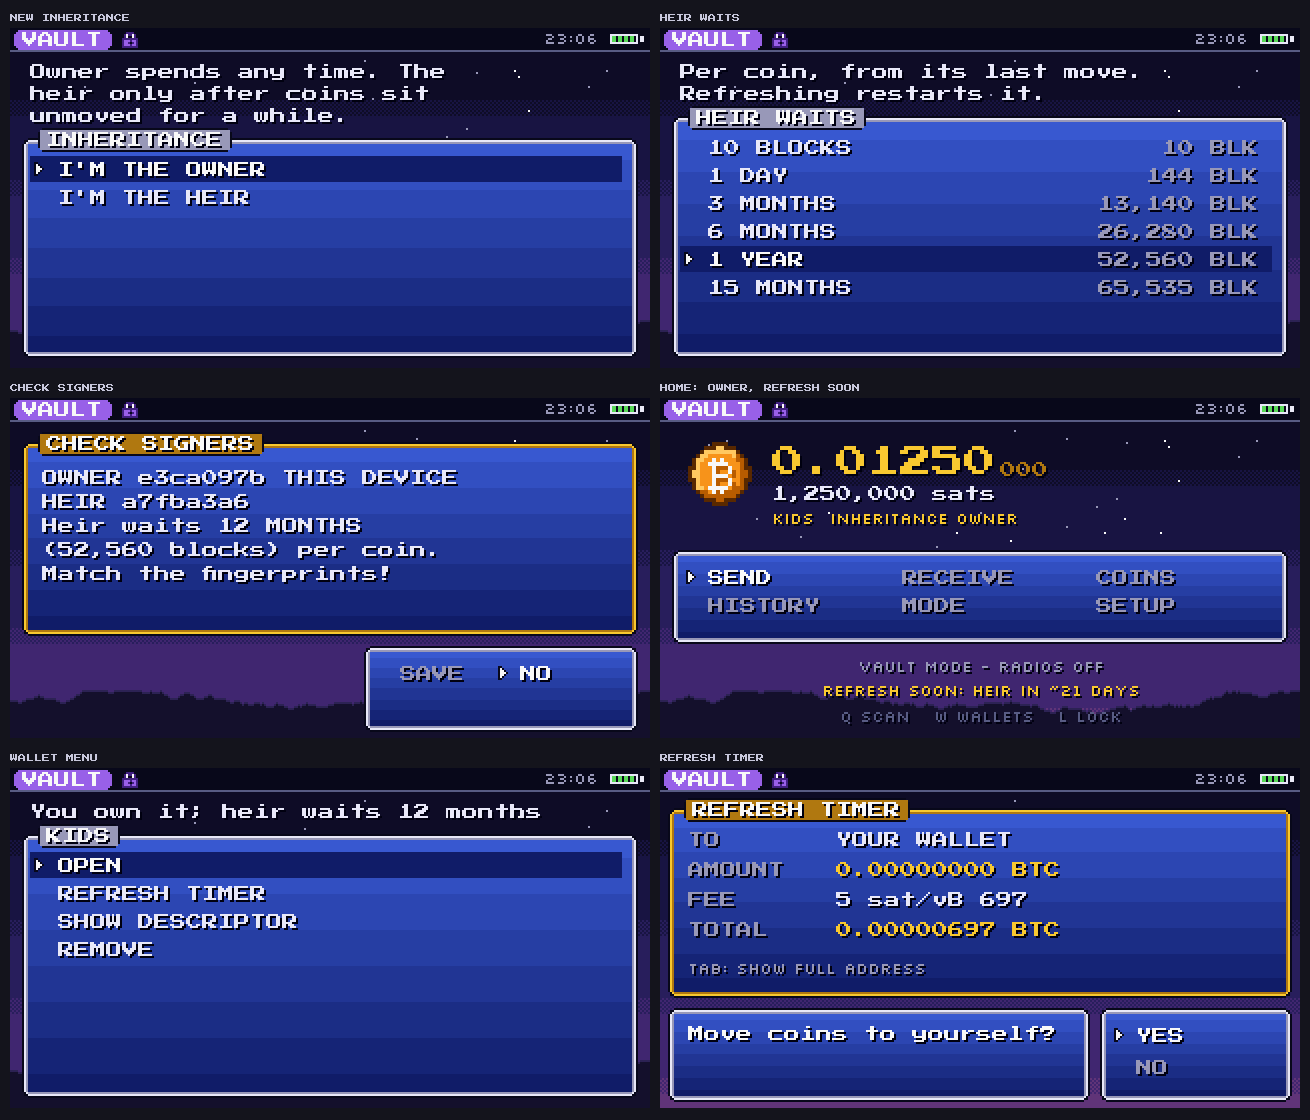 NEW INHERITANCE
VAULT 23:06
Owner spends any time. The
heir only after coins sit
unmoved for a while.
INHERITANCE
I'M THE OWNER
I'M THE HEIR
HEIR WAITS
VAULT 23:06
Per coin, from its last move.
Refreshing restarts it.
HEIR WAITS
10 BLOCKS 10 BLK
1 DAY 144 BLK
3 MONTHS 13,140 BLK
6 MONTHS 26,280 BLK
1 YEAR 52,560 BLK
15 MONTHS 65,535 BLK
CHECK SIGNERS
VAULT 23:06
CHECK SIGNERS
OWNER e3ca097b THIS DEVICE
HEIR a7fba3a6
Heir waits 12 MONTHS
(52,560 blocks) per coin.
Match the fingerprints!
SAVE NO
HOME: OWNER, REFRESH SOON
VAULT 23:06
0.01250000
1,250,000 sats
KIDS INHERITANCE OWNER
SEND RECEIVE COINS
HISTORY MODE SETUP
VAULT MODE - RADIOS OFF
REFRESH SOON: HEIR IN ~21 DAYS
Q SCAN W WALLETS L LOCK
WALLET MENU
VAULT 23:06
You own it; heir waits 12 months
KIDS
OPEN
REFRESH TIMER
SHOW DESCRIPTOR
REMOVE
REFRESH TIMER
VAULT 23:06
REFRESH TIMER
TO YOUR WALLET
AMOUNT 0.00000000 BTC
FEE 5 sat/vB 697
TOTAL 0.00000697 BTC
TAB: SHOW FULL ADDRESS
Move coins to yourself?
YES
NO